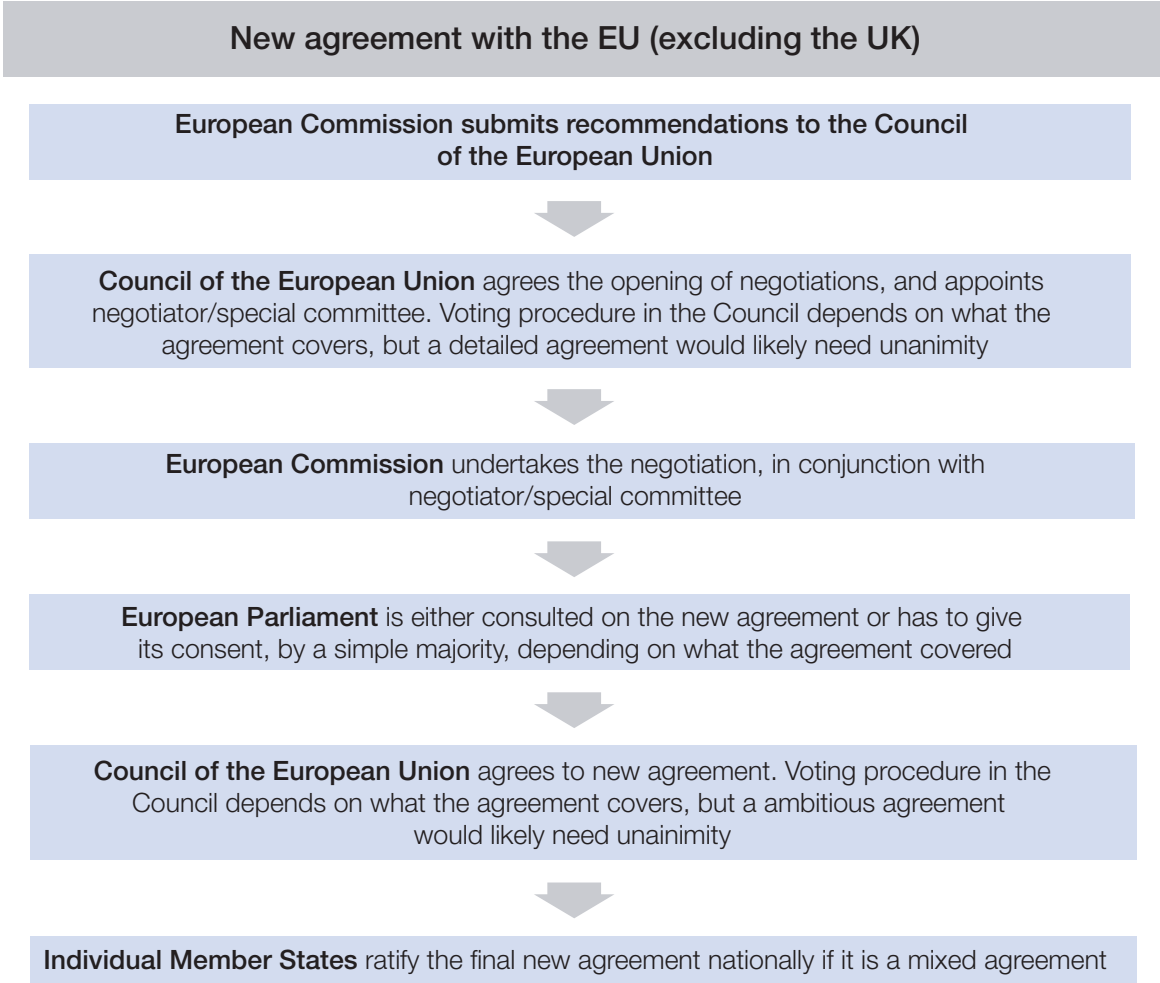 New agreement with the EU (excluding the UK)
European Commission submits recommendations to the Council
of the European Union
Council of the European Union agrees the opening of negotiations, and appoints
negotiator/special committee. Voting procedure in the Council depends on what the
agreement covers, but a detailed agreement would likely need unanimity
European Commission undertakes the negotiation, in conjunction with
negotiator/special committee
European Parliament is either consulted on the new agreement or has to give
its consent, by a simple majority, depending on what the agreement covered
Council of the European Union agrees to new agreement. Voting procedure in the
Council depends on what the agreement covers, but a ambitious agreement
would likely need unainimity
Individual Member States ratify the final new agreement nationally if it is a mixed agreement